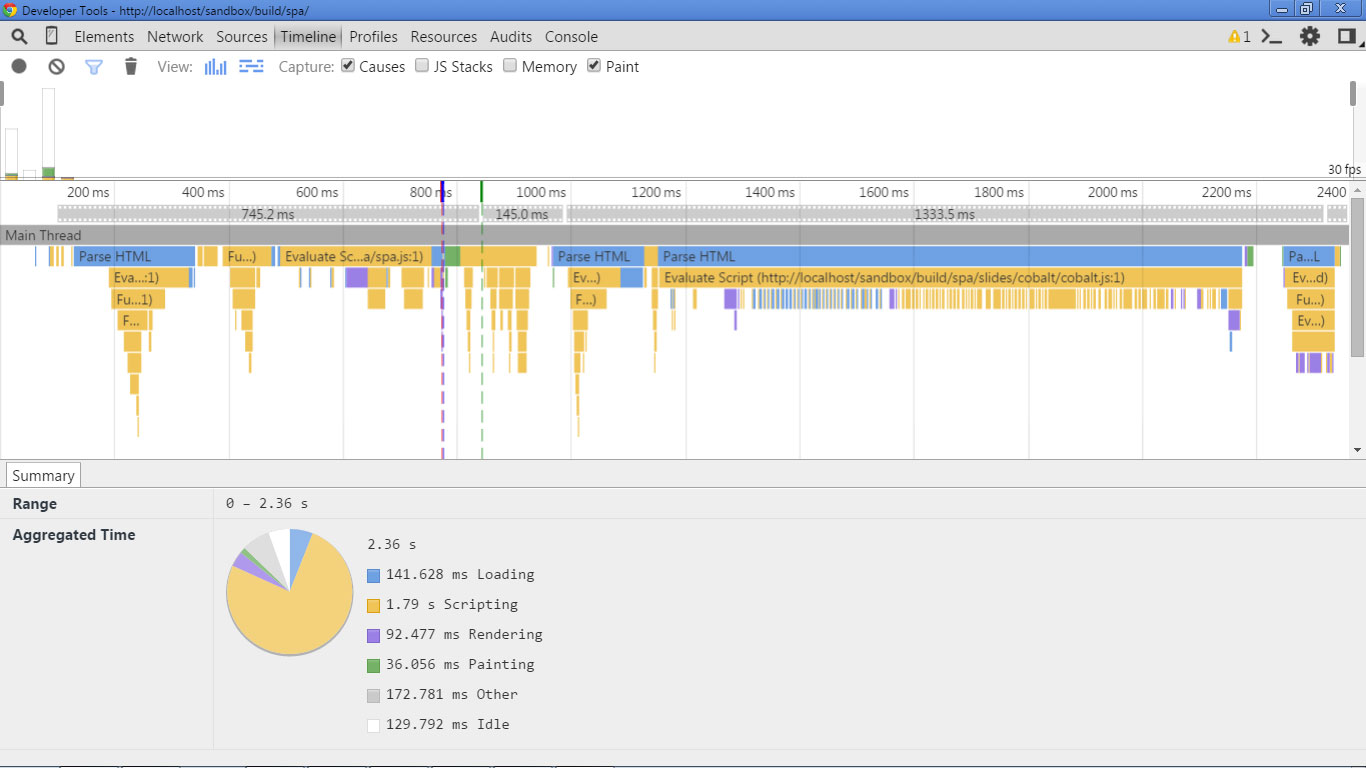 Developer Tools - http://localhost/sandbox/build/spa/
Elements Network Sources Timeline Profiles Resources Audits Console 1
View: Capture: Causes JS Stacks Memory Paint
30 fps
200 ms 400 ms 600 ms 800 ms 1000 ms 1200 ms 1400 ms 1600 ms 1800 ms 2000 ms 2200 ms 2400
745.2 ms 145.0 ms 1333.5 ms
Main Thread
Parse HTML Fu...) Evaluate Sc...a/spa.js:1) Parse HTML Parse HTML Pa...L
Eva...:1) Ev...) Evaluate Script (http://localhost/sandbox/build/spa/slides/cobalt/cobalt.js:1) Ev...d)
Fu...1) F...) Fu...)
F... Ev...)
Summary
Range 0 – 2.36 s
Aggregated Time
2.36 s
141.628 ms Loading
1.79 s Scripting
92.477 ms Rendering
36.056 ms Painting
172.781 ms Other
129.792 ms Idle